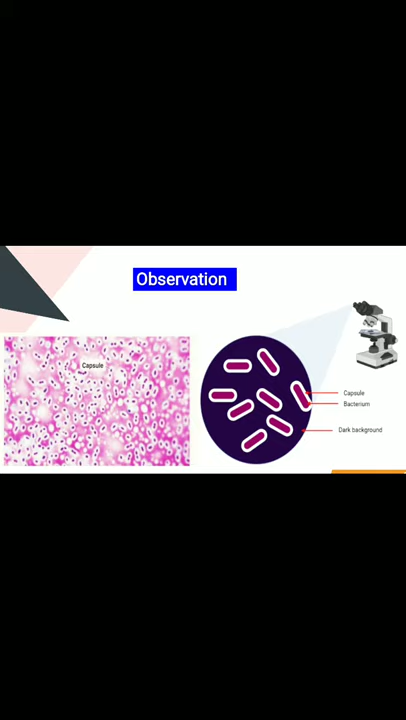 Observation
Capsule
Capsule
Bacterium
Dark background